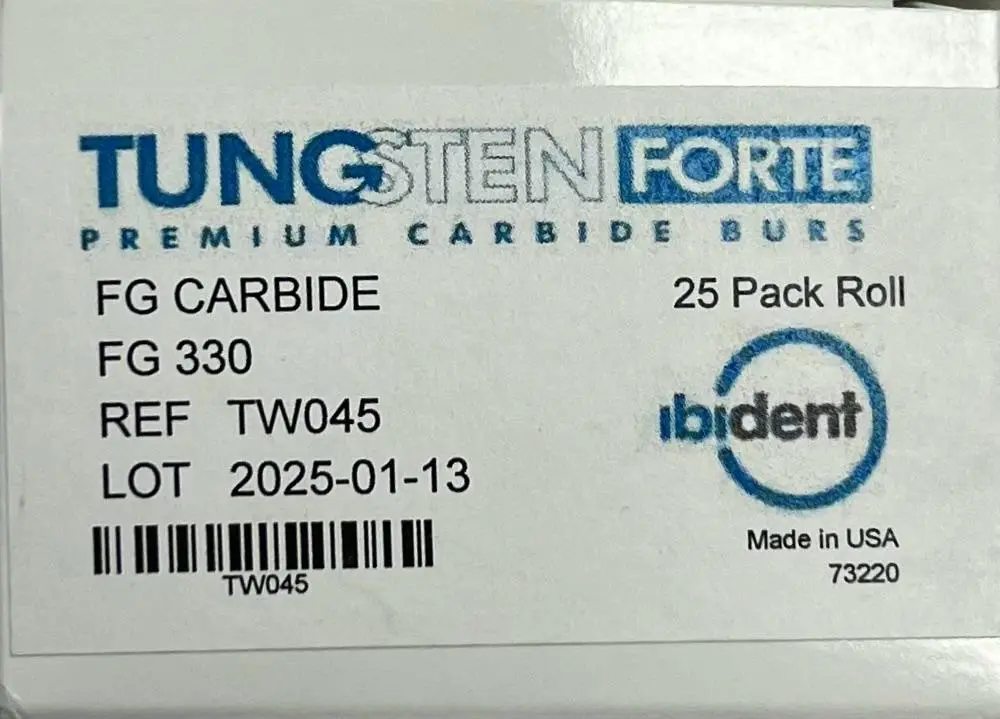 TUNGSTEN FORTE
PREMIUM CARBIDE BURS
FG CARBIDE
25 Pack Roll
FG 330
REF TW045
LOT 2025-01-13
TW045
ibident
Made in USA
73220